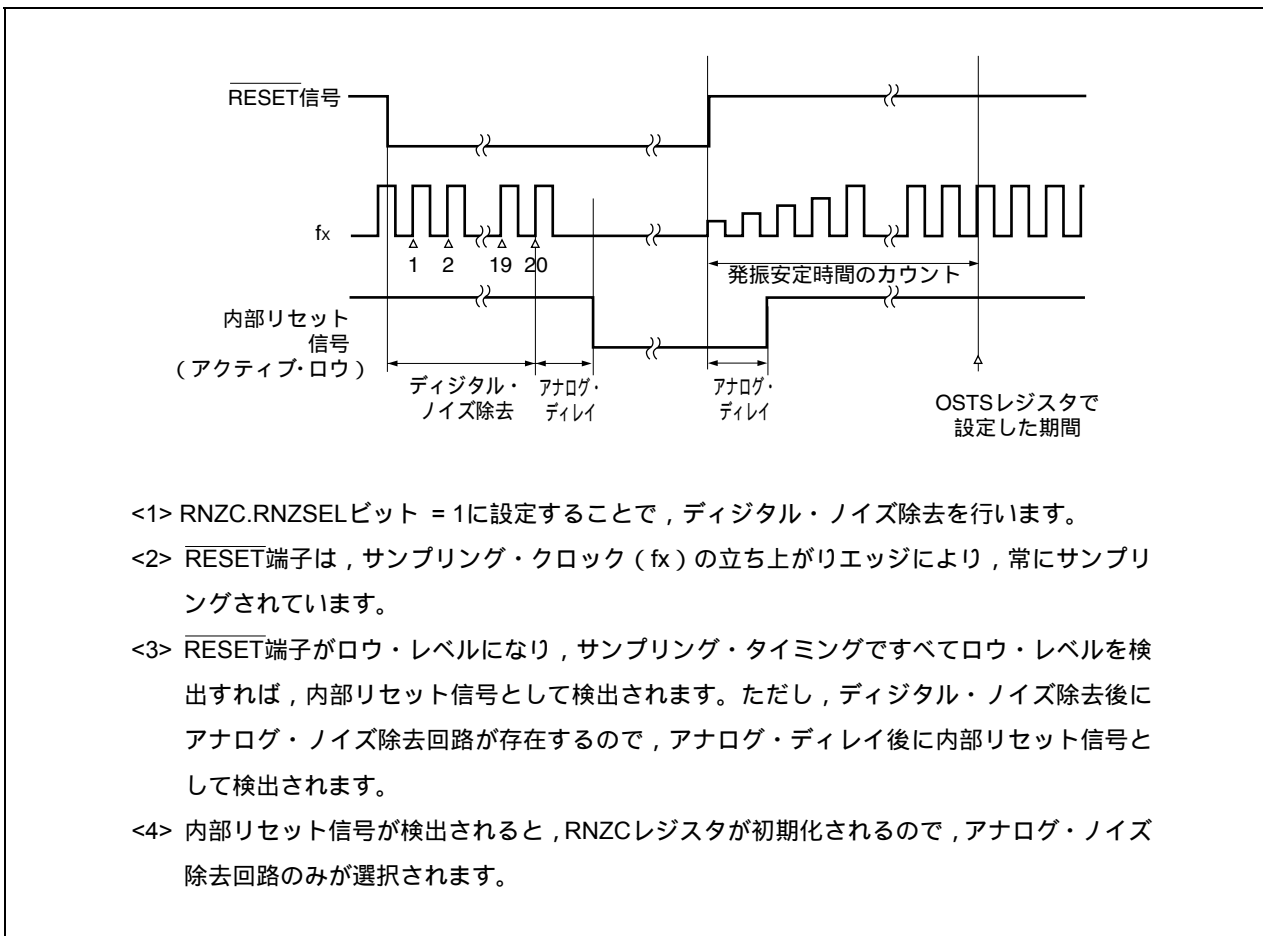 RESET信号
fx
1 2 19 20
発振安定時間のカウント
内部リセット
信号
（アクティブ・ロウ）
ディジタル・
ノイズ除去
アナログ・
ディレイ
アナログ・
ディレイ
OSTSレジスタで
設定した期間
<1> RNZC.RNZSELビット = 1に設定することで，ディジタル・ノイズ除去を行います。
<2> RESET端子は，サンプリング・クロック（fx）の立ち上がりエッジにより，常にサンプリ
ングされています。
<3> RESET端子がロウ・レベルになり，サンプリング・タイミングですべてロウ・レベルを検
出すれば，内部リセット信号として検出されます。ただし，ディジタル・ノイズ除去後に
アナログ・ノイズ除去回路が存在するので，アナログ・ディレイ後に内部リセット信号と
して検出されます。
<4> 内部リセット信号が検出されると，RNZCレジスタが初期化されるので，アナログ・ノイズ
除去回路のみが選択されます。